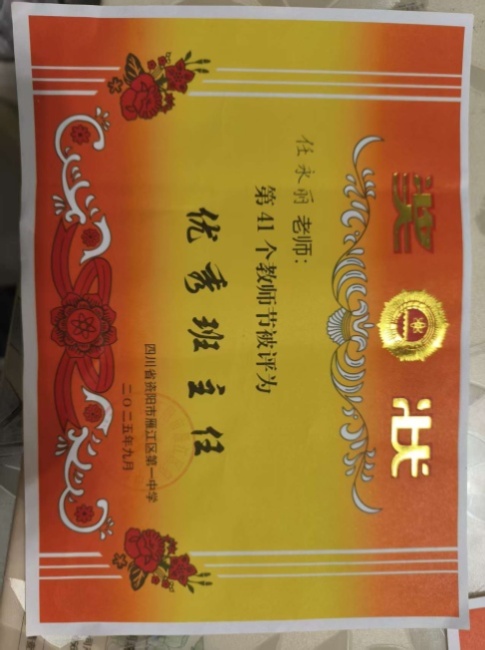 奖状
任永丽 老师：
第41个教师节被评为
优秀班主任
四川省资阳市雁江区第一中学
二〇二五年九月